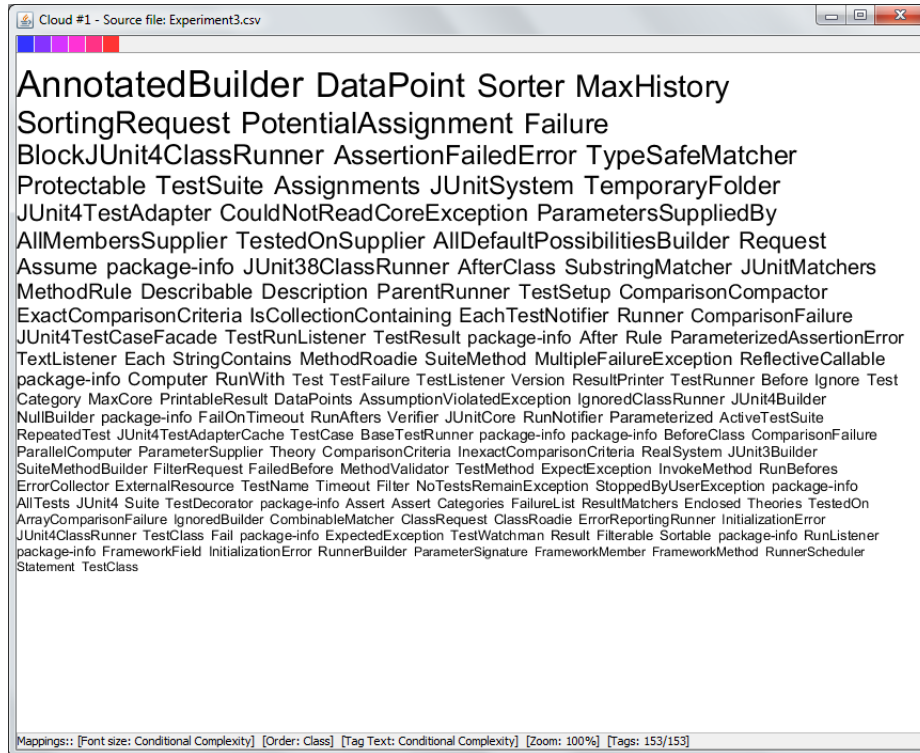 Cloud #1 - Source file: Experiment3.csv
AnnotatedBuilder DataPoint Sorter MaxHistory
SortingRequest PotentialAssignment Failure
BlockJUnit4ClassRunner AssertionFailedError TypeSafeMatcher
Protectable TestSuite Assignments JUnitSystem TemporaryFolder
JUnit4TestAdapter CouldNotReadCoreException ParametersSuppliedBy
AllMembersSupplier TestedOnSupplier AllDefaultPossibilitiesBuilder Request
Assume package-info JUnit38ClassRunner AfterClass SubstringMatcher JUnitMatchers
MethodRule Describable Description ParentRunner TestSetup ComparisonCompactor
ExactComparisonCriteria IsCollectionContaining EachTestNotifier Runner ComparisonFailure
JUnit4TestCaseFacade TestRunListener TestResult package-info After Rule ParameterizedAssertionError
TextListener Each StringContains MethodRoadie SuiteMethod MultipleFailureException ReflectiveCallable
package-info Computer RunWith Test TestFailure TestListener Version ResultPrinter TestRunner Before Ignore Test
Category MaxCore PrintableResult DataPoints AssumptionViolatedException IgnoredClassRunner JUnit4Builder
NullBuilder package-info FailOnTimeout RunAfters Verifier JUnitCore RunNotifier Parameterized ActiveTestSuite
RepeatedTest JUnit4TestAdapterCache TestCase BaseTestRunner package-info package-info BeforeClass ComparisonFailure
ParallelComputer ParameterSupplier Theory ComparisonCriteria InexactComparisonCriteria RealSystem JUnit3Builder
SuiteMethodBuilder FilterRequest FailedBefore MethodValidator TestMethod ExpectException InvokeMethod RunBefores
ErrorCollector ExternalResource TestName Timeout Filter NoTestsRemainException StoppedByUserException package-info
AllTests JUnit4 Suite TestDecorator package-info Assert Assert Categories FailureList ResultMatchers Enclosed Theories TestedOn
ArrayComparisonFailure IgnoredBuilder CombinableMatcher ClassRequest ClassRoadie ErrorReportingRunner InitializationError
JUnit4ClassRunner TestClass Fail package-info ExpectedException TestWatchman Result Filterable Sortable package-info RunListener
package-info FrameworkField InitializationError RunnerBuilder ParameterSignature FrameworkMember FrameworkMethod RunnerScheduler
Statement TestClass
Mappings:: [Font size: Conditional Complexity] [Order: Class] [Tag Text: Conditional Complexity] [Zoom: 100%] [Tags: 153/153]